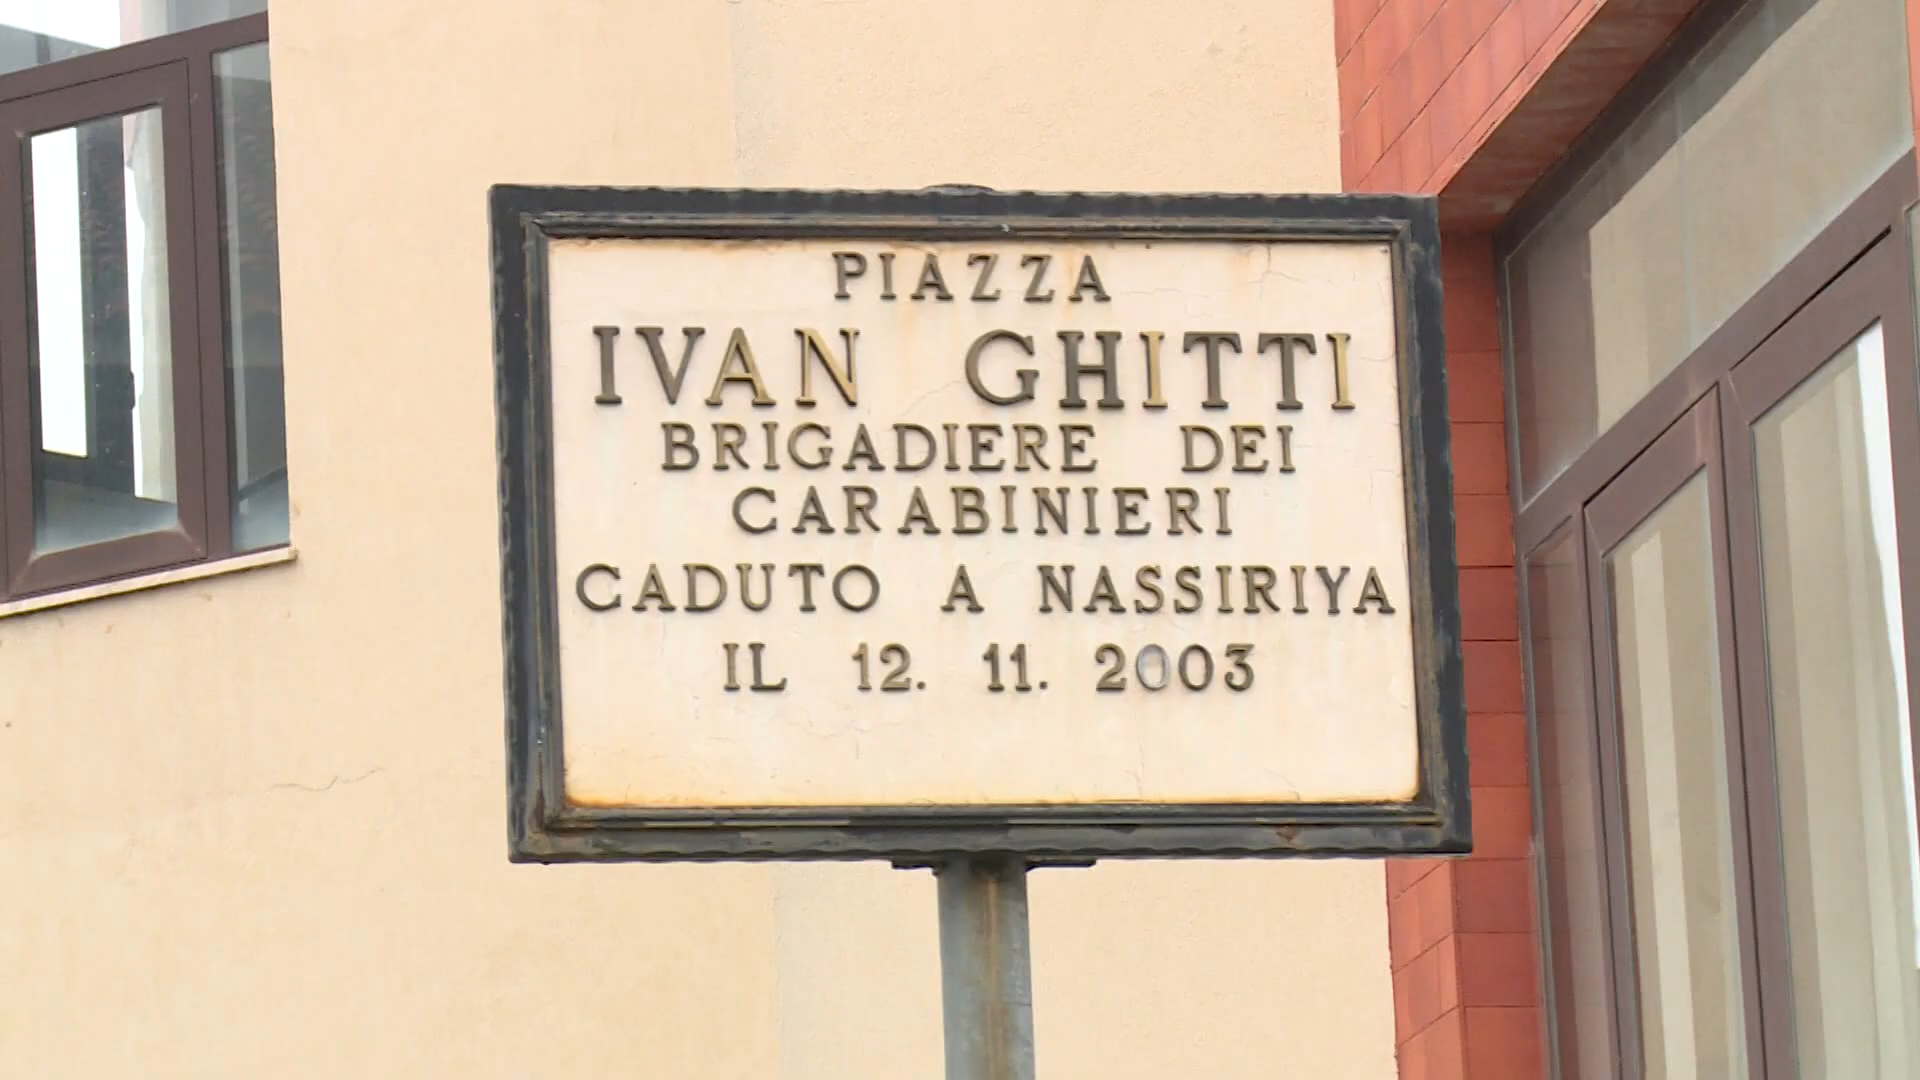 PIAZZA
IVAN GHITTI
BRIGADIERE DEI
CARABINIERI
CADUTO A NASSIRIYA
IL 12. 11. 2003